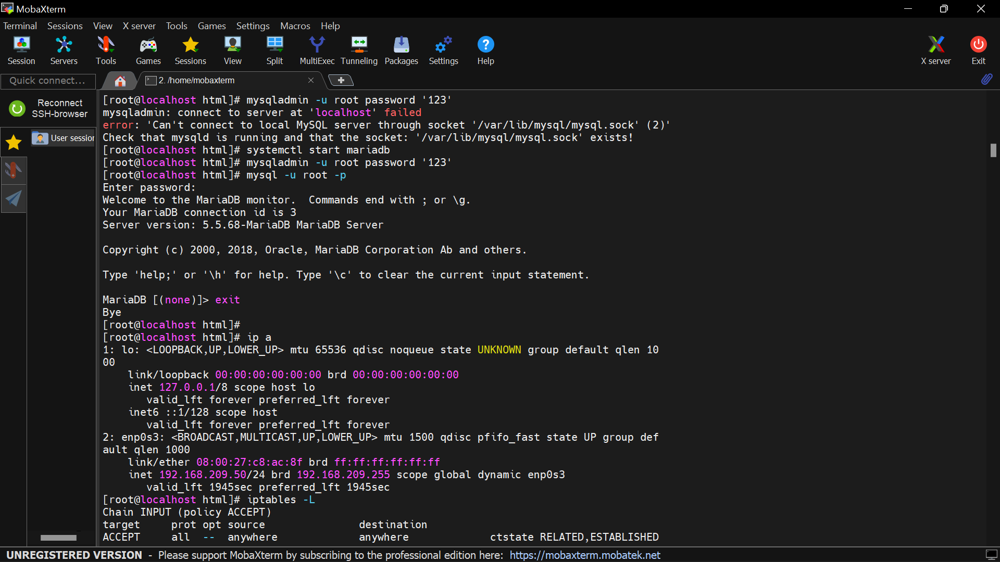 MobaXterm
Terminal Sessions View X server Tools Games Settings Macros Help
Session Servers Tools Games Sessions View Split MultiExec Tunneling Packages Settings Help X server Exit
Quick connect...
2. /home/mobaxterm
Reconnect
SSH-browser
User session
[root@localhost html]# mysqladmin -u root password '123'
mysqladmin: connect to server at 'localhost' failed
error: 'Can't connect to local MySQL server through socket '/var/lib/mysql/mysql.sock' (2)'
Check that mysqld is running and that the socket: '/var/lib/mysql/mysql.sock' exists!
[root@localhost html]# systemctl start mariadb
[root@localhost html]# mysqladmin -u root password '123'
[root@localhost html]# mysql -u root -p
Enter password:
Welcome to the MariaDB monitor.  Commands end with ; or \g.
Your MariaDB connection id is 3
Server version: 5.5.68-MariaDB MariaDB Server
Copyright (c) 2000, 2018, Oracle, MariaDB Corporation Ab and others.
Type 'help;' or '\h' for help. Type '\c' to clear the current input statement.
MariaDB [(none)]> exit
Bye
[root@localhost html]#
[root@localhost html]# ip a
1: lo: <LOOPBACK,UP,LOWER_UP> mtu 65536 qdisc noqueue state UNKNOWN group default qlen 10
00
link/loopback 00:00:00:00:00:00 brd 00:00:00:00:00:00
inet 127.0.0.1/8 scope host lo
valid_lft forever preferred_lft forever
inet6 ::1/128 scope host
valid_lft forever preferred_lft forever
2: enp0s3: <BROADCAST,MULTICAST,UP,LOWER_UP> mtu 1500 qdisc pfifo_fast state UP group def
ault qlen 1000
link/ether 08:00:27:c8:ac:8f brd ff:ff:ff:ff:ff:ff
inet 192.168.209.50/24 brd 192.168.209.255 scope global dynamic enp0s3
valid_lft 1945sec preferred_lft 1945sec
[root@localhost html]# iptables -L
Chain INPUT (policy ACCEPT)
target     prot opt source               destination
ACCEPT     all  --  anywhere             anywhere             ctstate RELATED,ESTABLISHED
UNREGISTERED VERSION - Please support MobaXterm by subscribing to the professional edition here: https://mobaxterm.mobatek.net